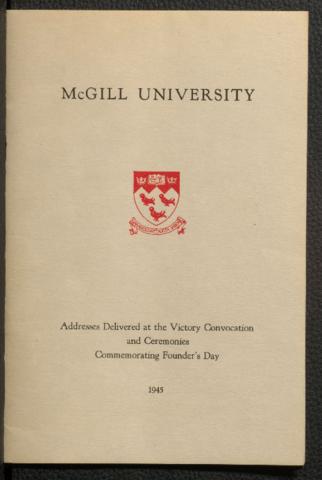 McGILL UNIVERSITY
Addresses Delivered at the Victory Convocation
and Ceremonies
Commemorating Founder's Day
1945